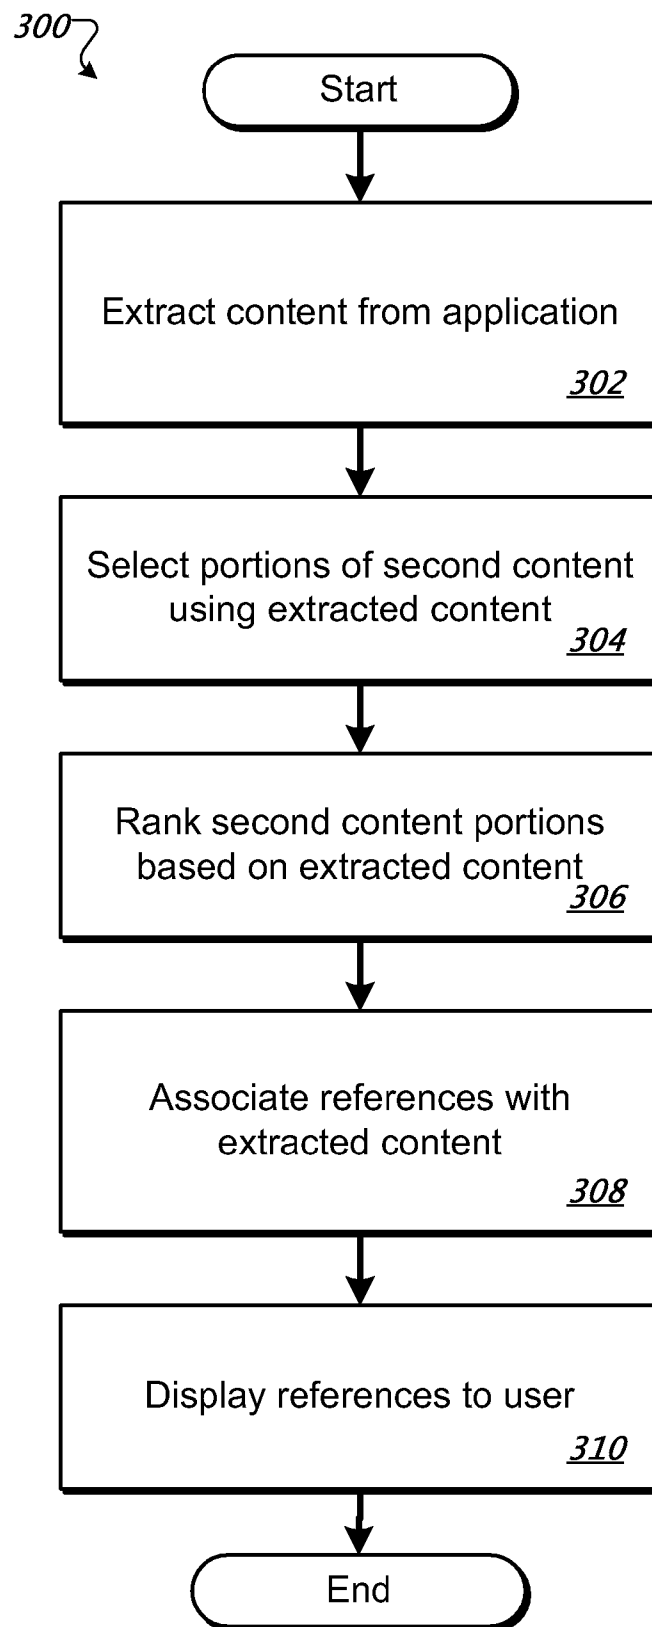 300
Start
Extract content from application
302
Select portions of second content
using extracted content
304
Rank second content portions
based on extracted content
306
Associate references with
extracted content
308
Display references to user
310
End